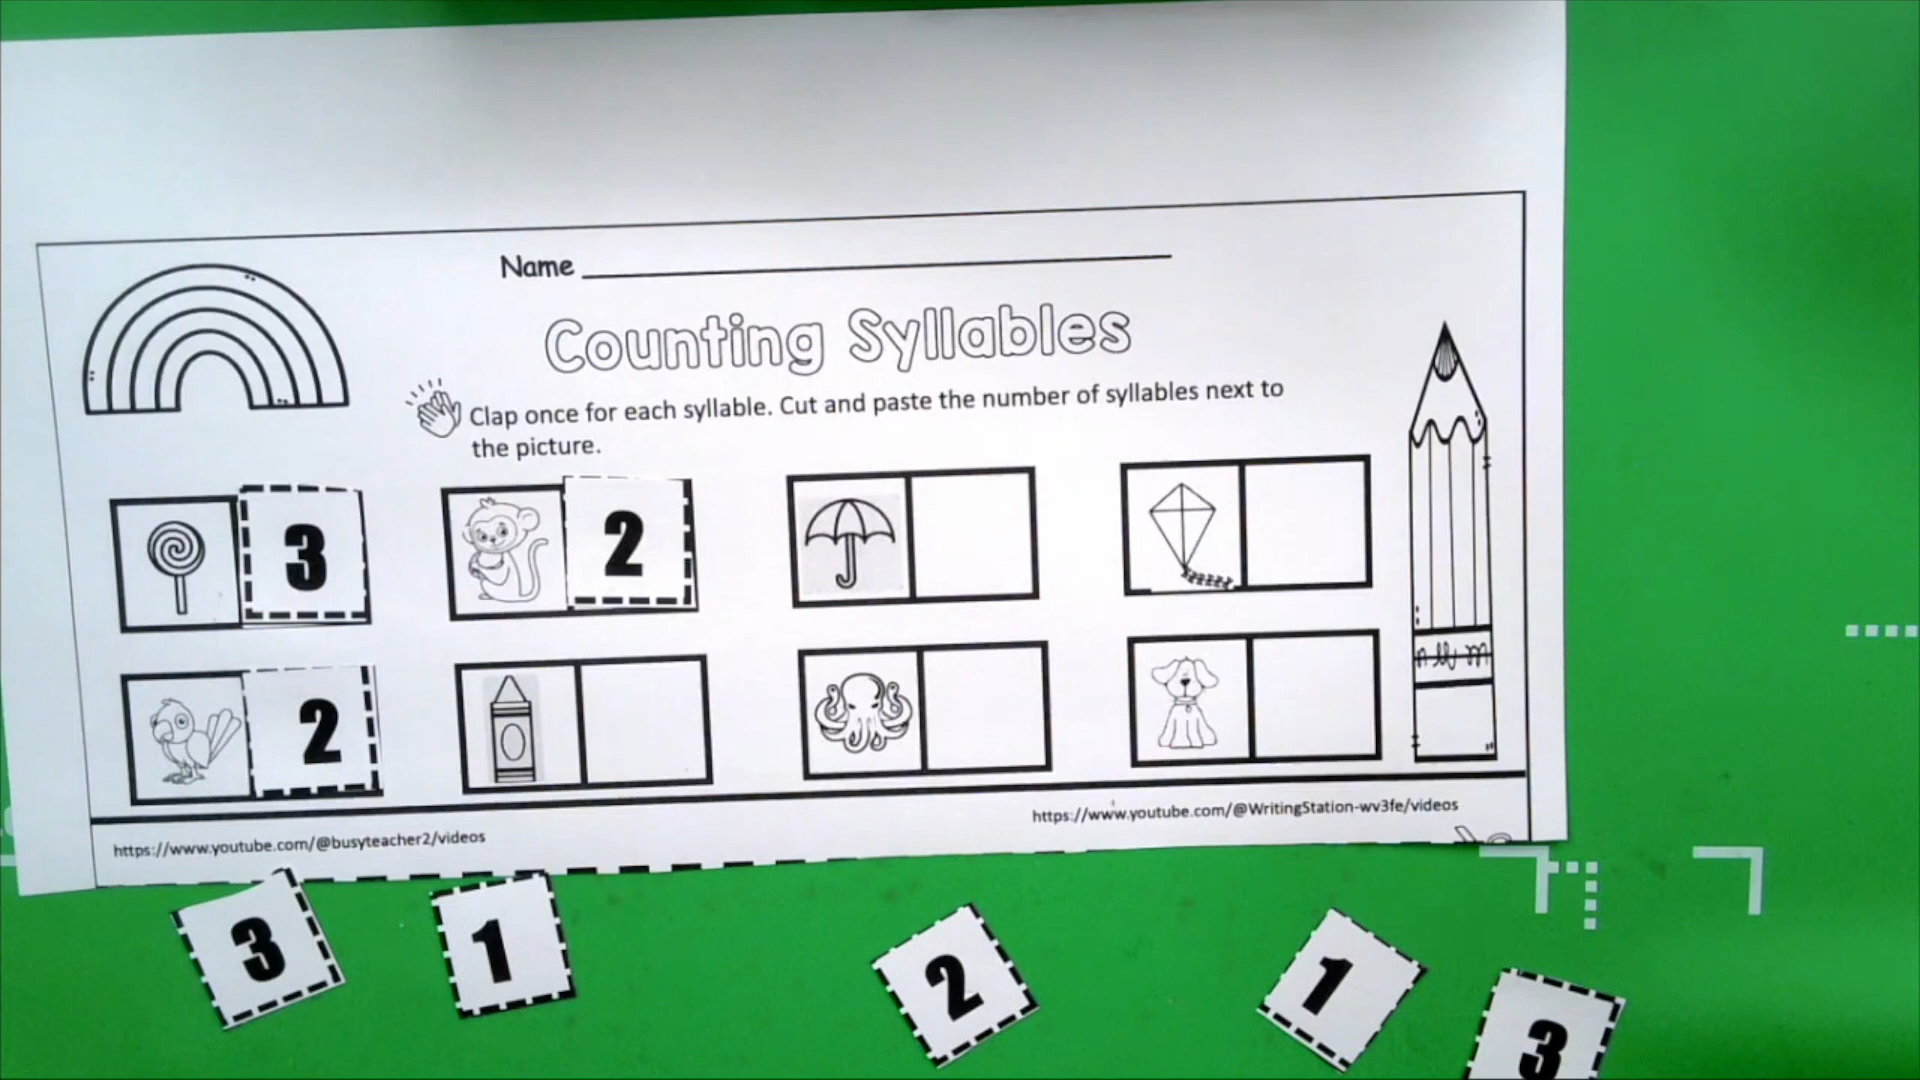 Name
Counting Syllables
Clap once for each syllable. Cut and paste the number of syllables next to
the picture.
3
2
2
https://www.youtube.com/@busyteacher2/videos
https://www.youtube.com/@WritingStation-wv3fe/videos
3
1
2
1
3